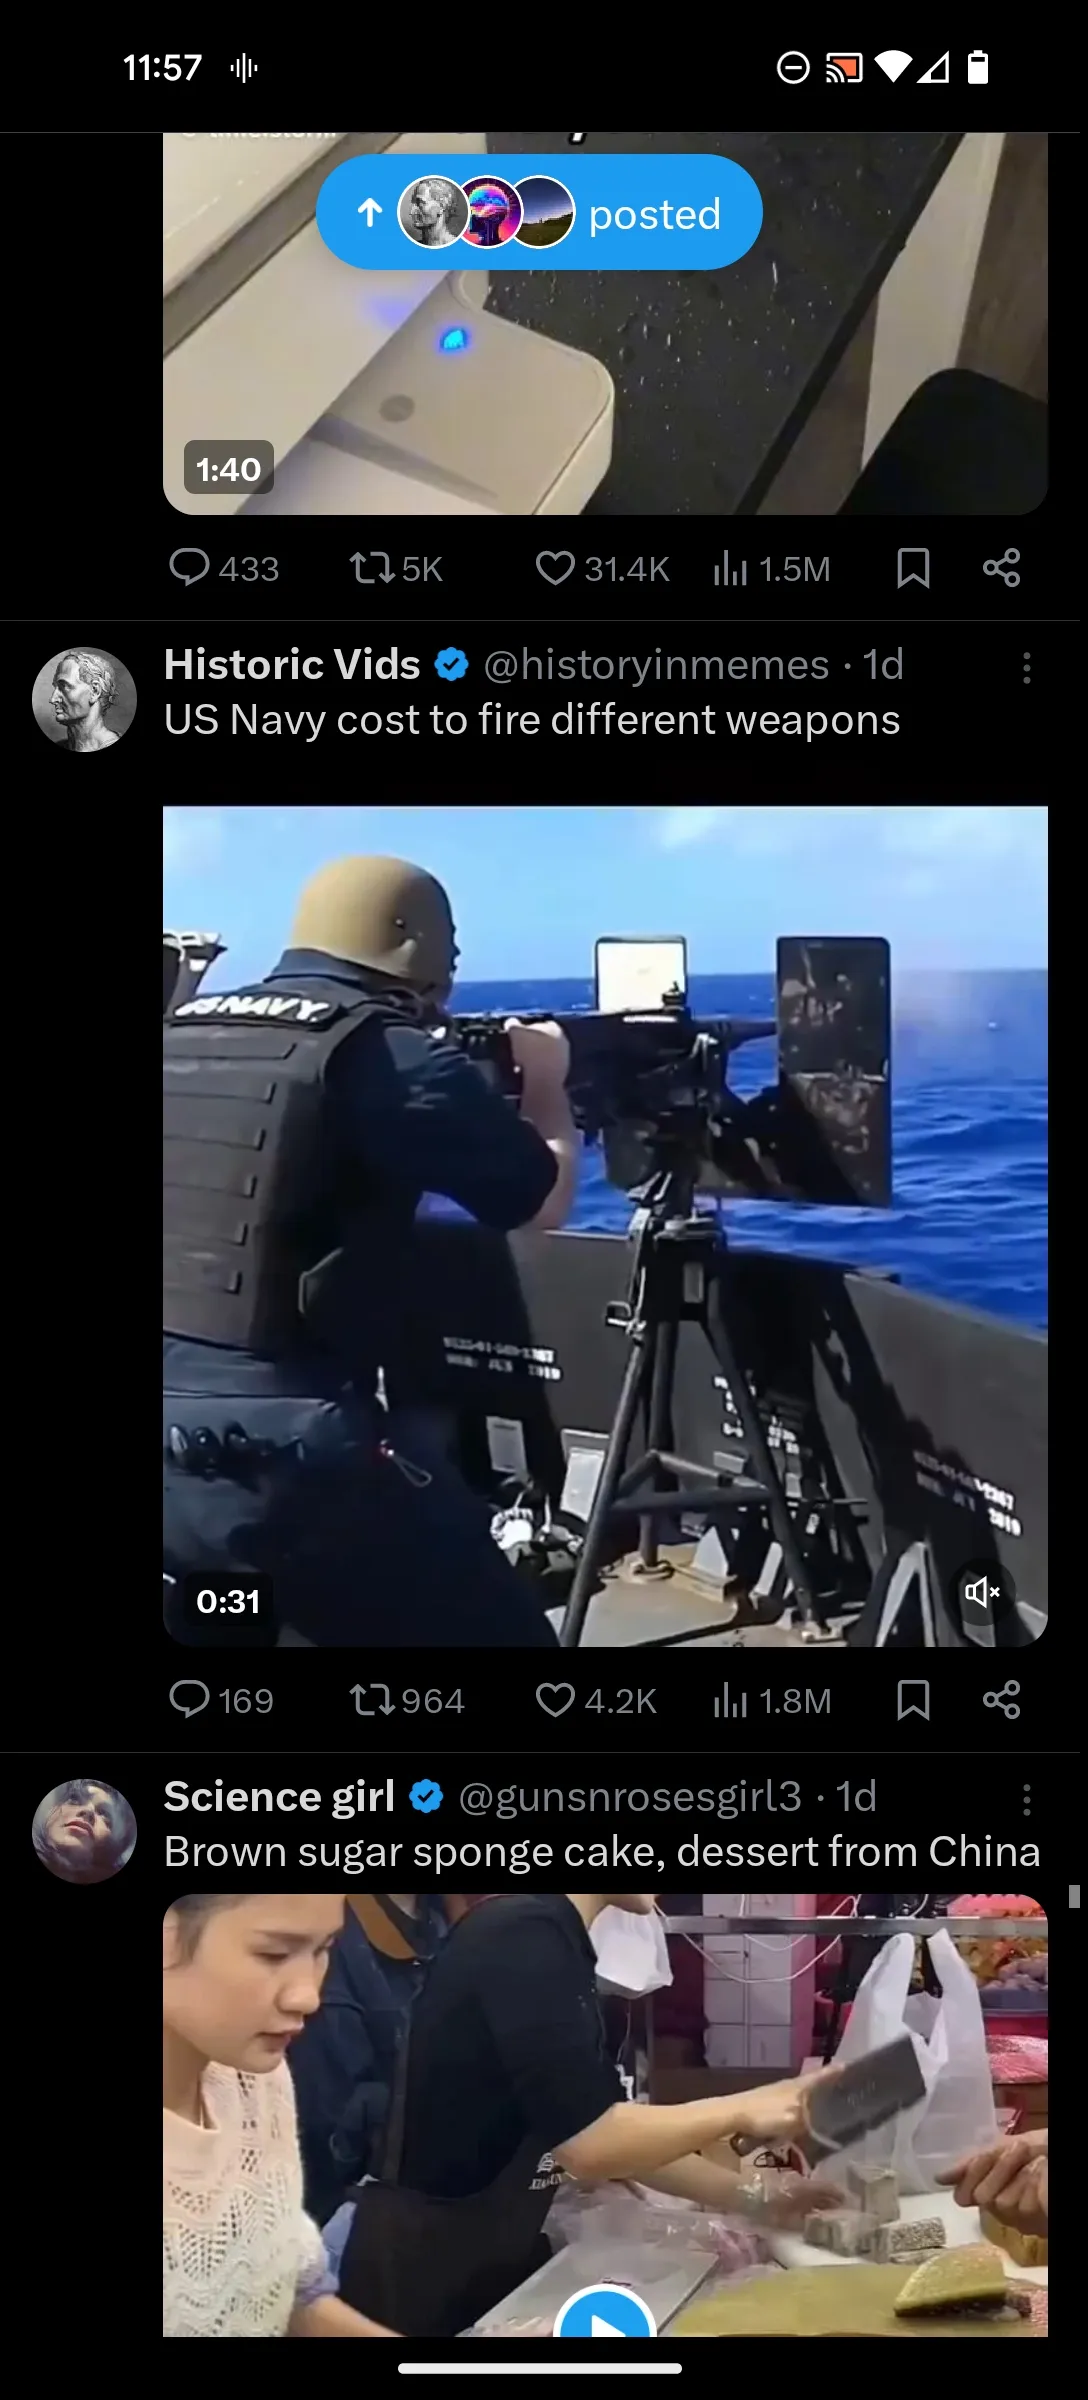 11:57
posted
1:40
433 5K 31.4K 1.5M
Historic Vids @historyinmemes · 1d
US Navy cost to fire different weapons
US NAVY
0:31
169 964 4.2K 1.8M
Science girl @gunsnrosesgirl3 · 1d
Brown sugar sponge cake, dessert from China